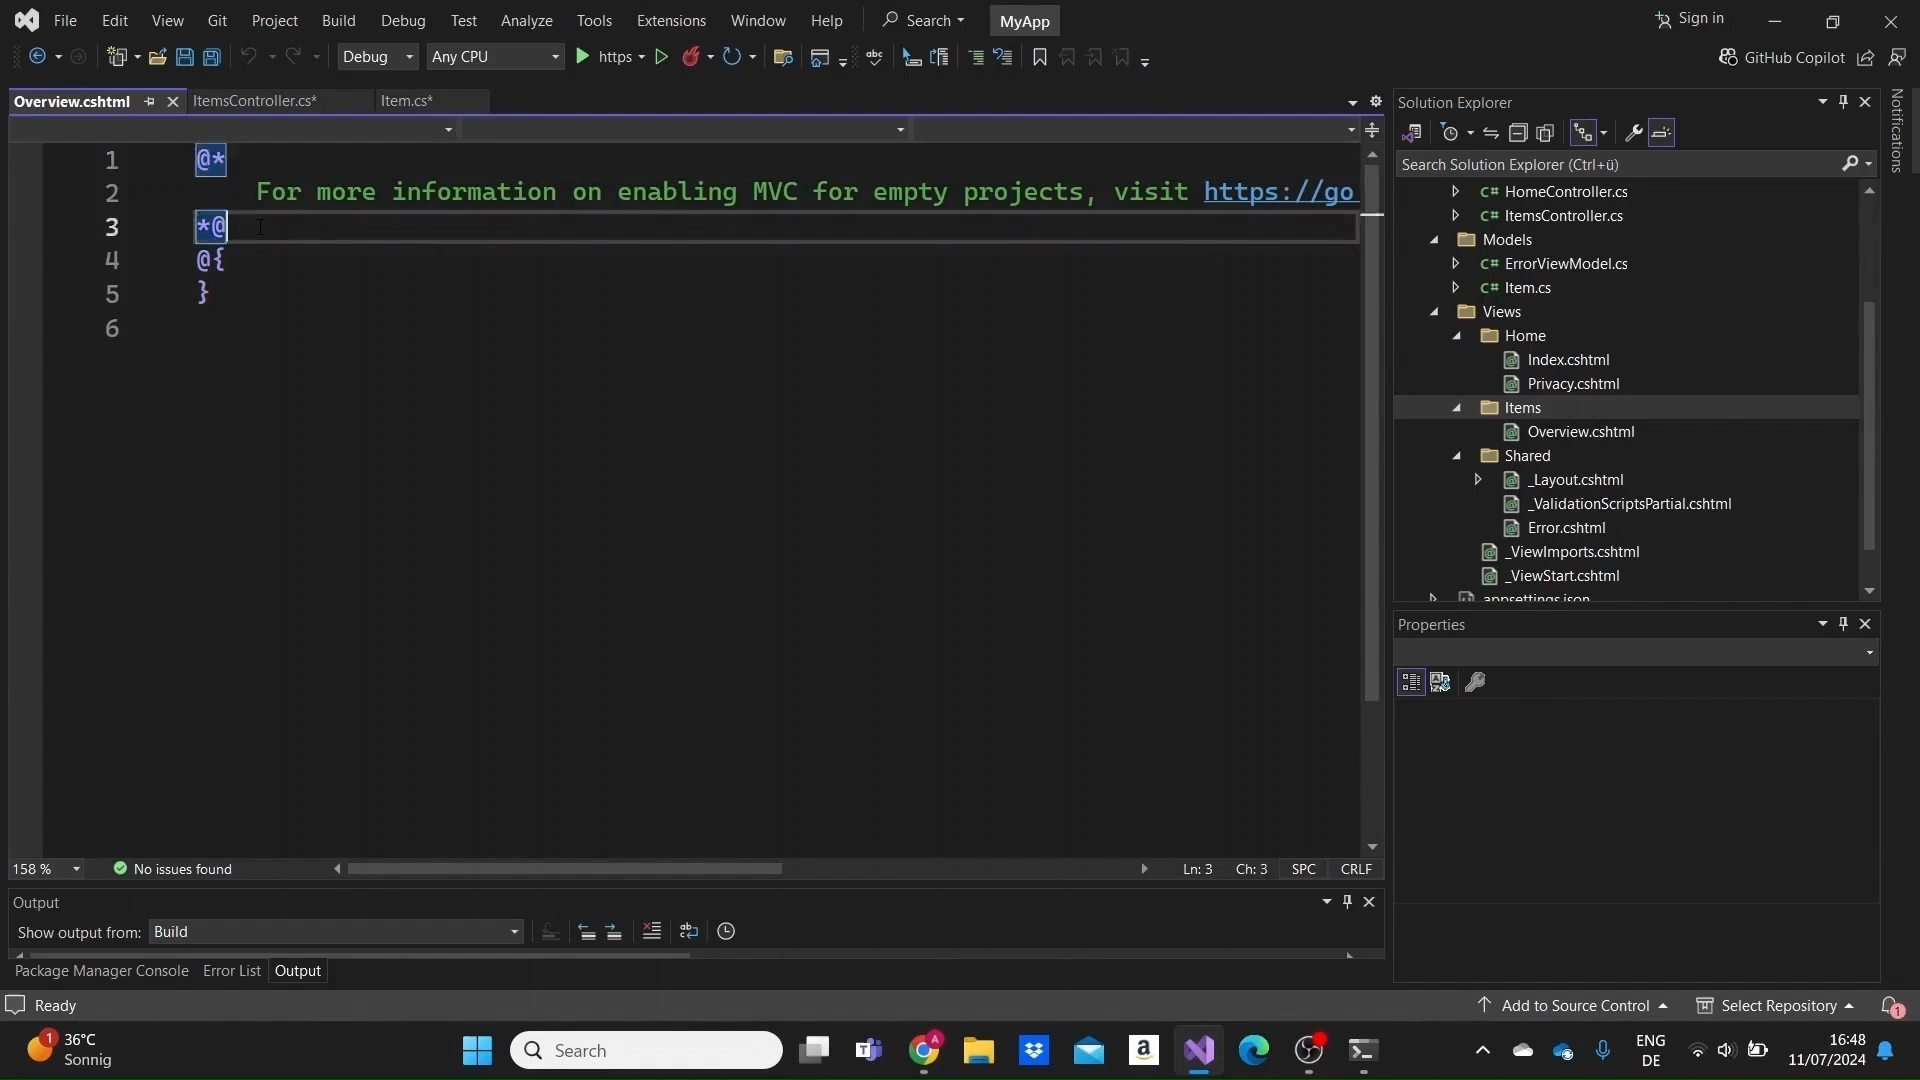 File Edit View Git Project Build Debug Test Analyze Tools Extensions Window Help Search MyApp Sign in
Debug Any CPU https GitHub Copilot
Overview.cshtml ItemsController.cs* Item.cs*
1 @*
2 For more information on enabling MVC for empty projects, visit https://go
3 *@
4 @{
5 }
6
158 % No issues found Ln: 3 Ch: 3 SPC CRLF
Output
Show output from: Build
Package Manager Console Error List Output
Solution Explorer
Search Solution Explorer (Ctrl+ü)
C# HomeController.cs
C# ItemsController.cs
Models
C# ErrorViewModel.cs
C# Item.cs
Views
Home
Index.cshtml
Privacy.cshtml
Items
Overview.cshtml
Shared
_Layout.cshtml
_ValidationScriptsPartial.cshtml
Error.cshtml
_ViewImports.cshtml
_ViewStart.cshtml
appsettings.json
Properties
Notifications
Ready Add to Source Control Select Repository 1
1 36°C
Sonnig
Search
ENG
DE
16:48
11/07/2024